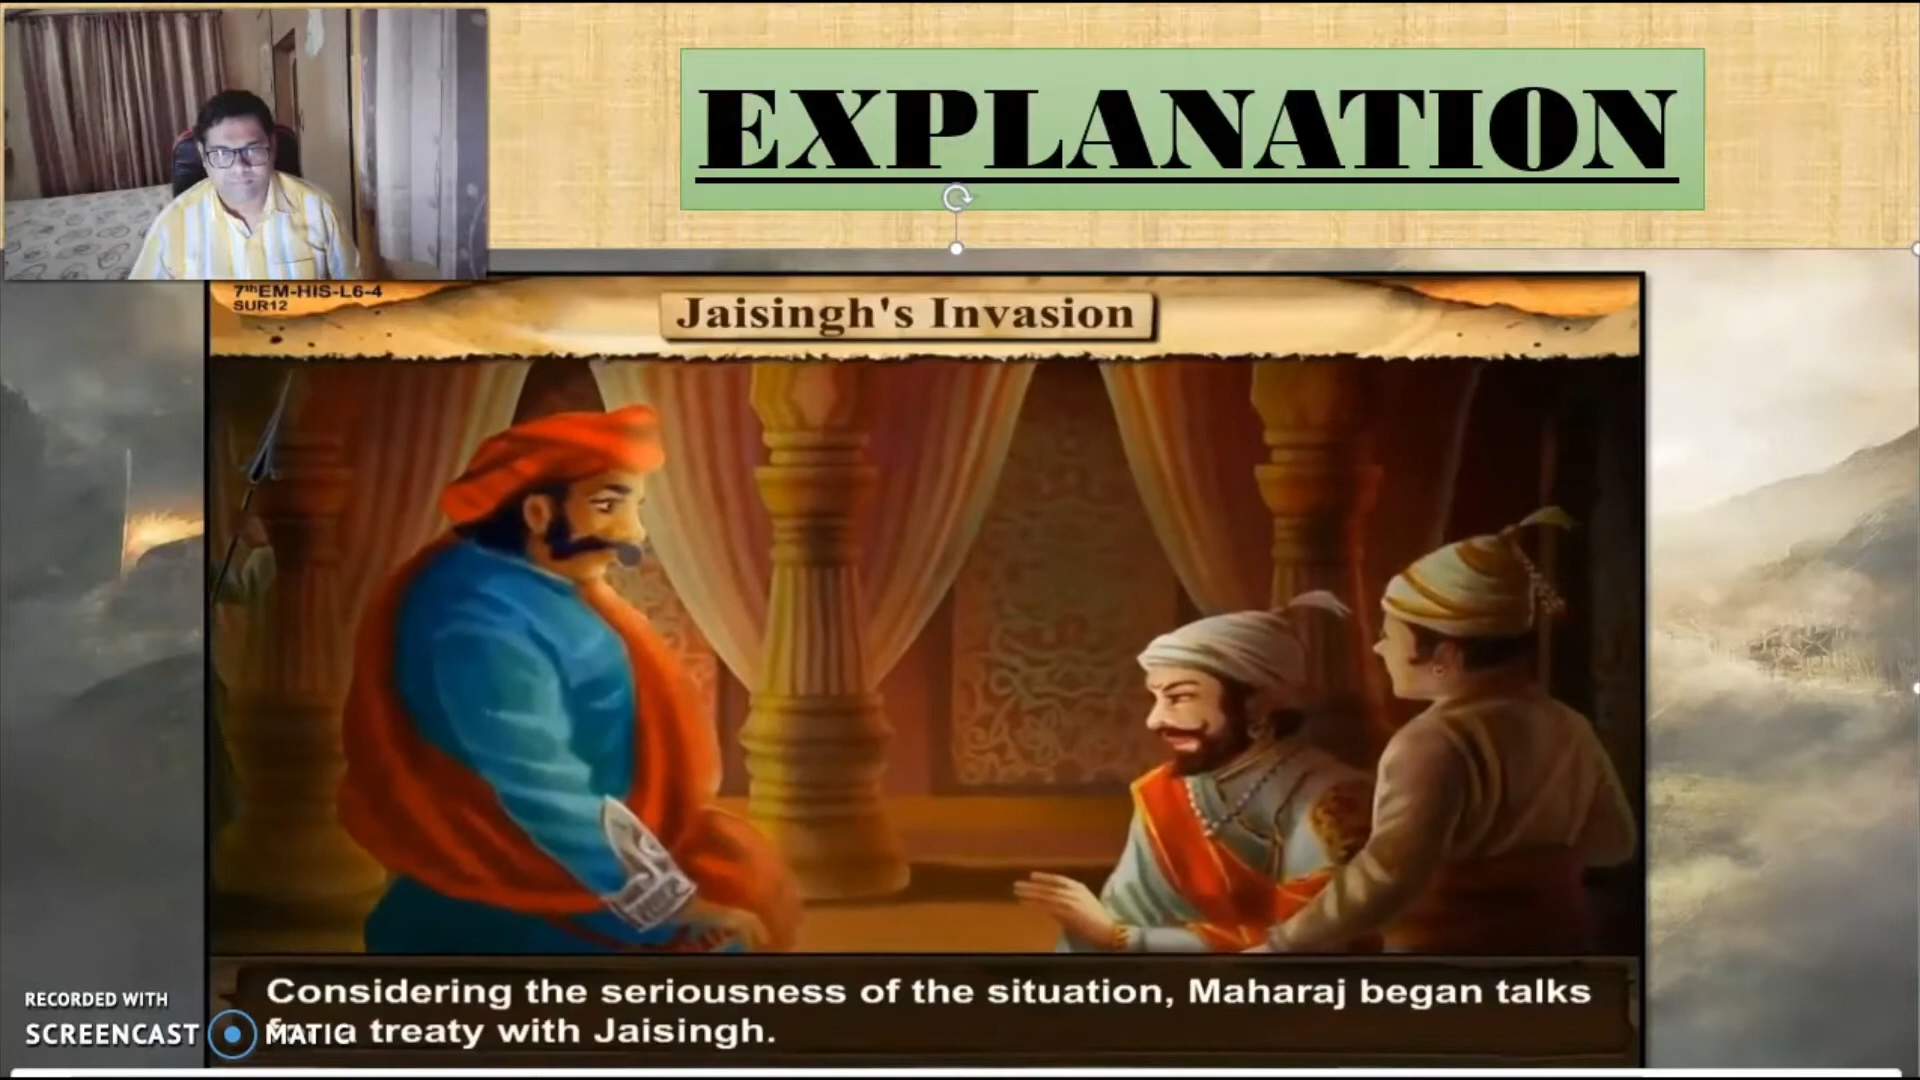 EXPLANATION
7thEM-HIS-L6-4
SUR12
Jaisingh's Invasion
Considering the seriousness of the situation, Maharaj began talks
a treaty with Jaisingh.
RECORDED WITH
SCREENCAST MATIC